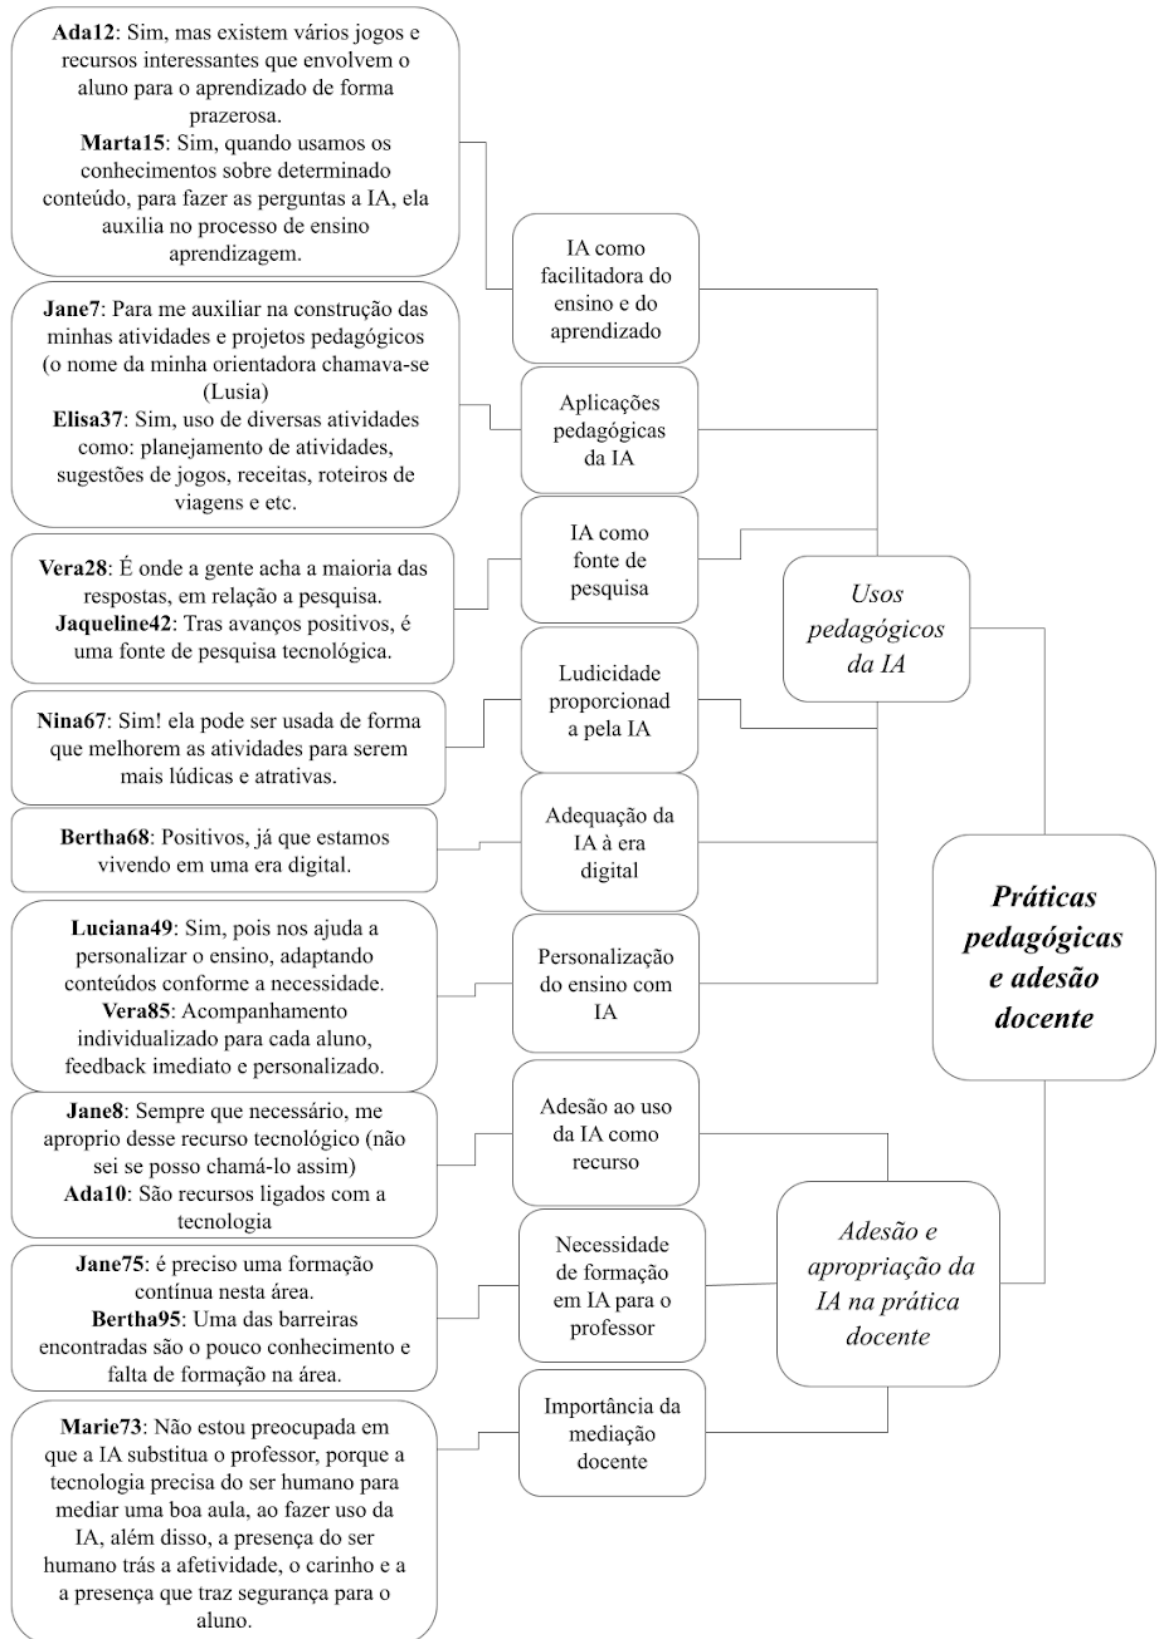 Ada12: Sim, mas existem vários jogos e
recursos interessantes que envolvem o
aluno para o aprendizado de forma
prazerosa.
Marta15: Sim, quando usamos os
conhecimentos sobre determinado
conteúdo, para fazer as perguntas a IA, ela
auxilia no processo de ensino
aprendizagem.
IA como
facilitadora do
ensino e do
aprendizado
Jane7: Para me auxiliar na construção das
minhas atividades e projetos pedagógicos
(o nome da minha orientadora chamava-se
(Lusia)
Elisa37: Sim, uso de diversas atividades
como: planejamento de atividades,
sugestões de jogos, receitas, roteiros de
viagens e etc.
Aplicações
pedagógicas
da IA
Vera28: É onde a gente acha a maioria das
respostas, em relação a pesquisa.
Jaqueline42: Tras avanços positivos, é
uma fonte de pesquisa tecnológica.
IA como
fonte de
pesquisa
Nina67: Sim! ela pode ser usada de forma
que melhorem as atividades para serem
mais lúdicas e atrativas.
Ludicidade
proporcionad
a pela IA
Bertha68: Positivos, já que estamos
vivendo em uma era digital.
Adequação da
IA à era
digital
Luciana49: Sim, pois nos ajuda a
personalizar o ensino, adaptando
conteúdos conforme a necessidade.
Vera85: Acompanhamento
individualizado para cada aluno,
feedback imediato e personalizado.
Personalização
do ensino com
IA
Usos
pedagógicos
da IA
Jane8: Sempre que necessário, me
aproprio desse recurso tecnológico (não
sei se posso chamá-lo assim)
Ada10: São recursos ligados com a
tecnologia
Adesão ao uso
da IA como
recurso
Jane75: é preciso uma formação
contínua nesta área.
Bertha95: Uma das barreiras
encontradas são o pouco conhecimento e
falta de formação na área.
Necessidade
de formação
em IA para o
professor
Marie73: Não estou preocupada em
que a IA substitua o professor, porque a
tecnologia precisa do ser humano para
mediar uma boa aula, ao fazer uso da
IA, além disso, a presença do ser
humano trás a afetividade, o carinho e a
a presença que traz segurança para o
aluno.
Importância da
mediação
docente
Adesão e
apropriação da
IA na prática
docente
Práticas
pedagógicas
e adesão
docente